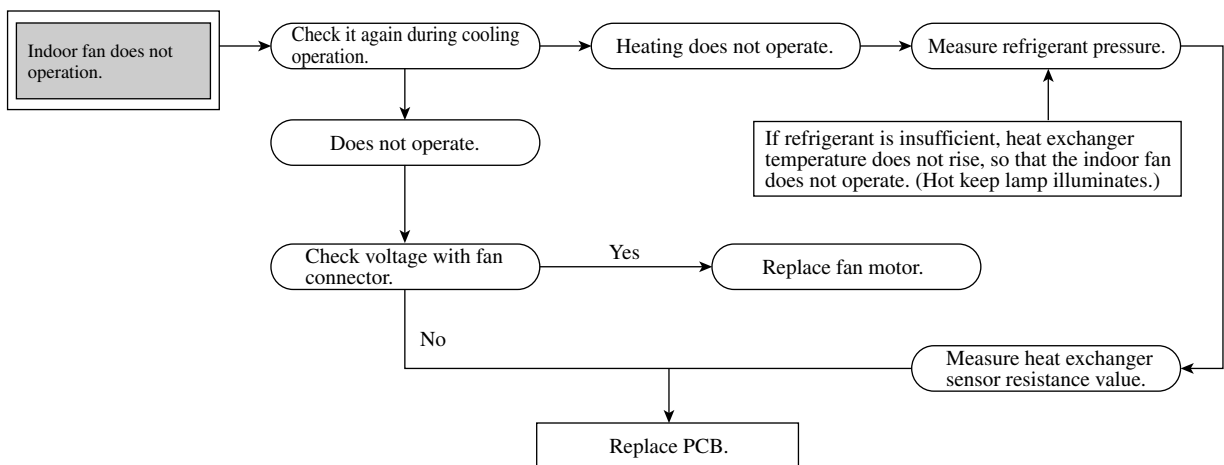 Indoor fan does not
operation.
Check it again during cooling
operation.
Heating does not operate.
Measure refrigerant pressure.
Does not operate.
If refrigerant is insufficient, heat exchanger
temperature does not rise, so that the indoor fan
does not operate. (Hot keep lamp illuminates.)
Check voltage with fan
connector.
Yes
Replace fan motor.
No
Measure heat exchanger
sensor resistance value.
Replace PCB.